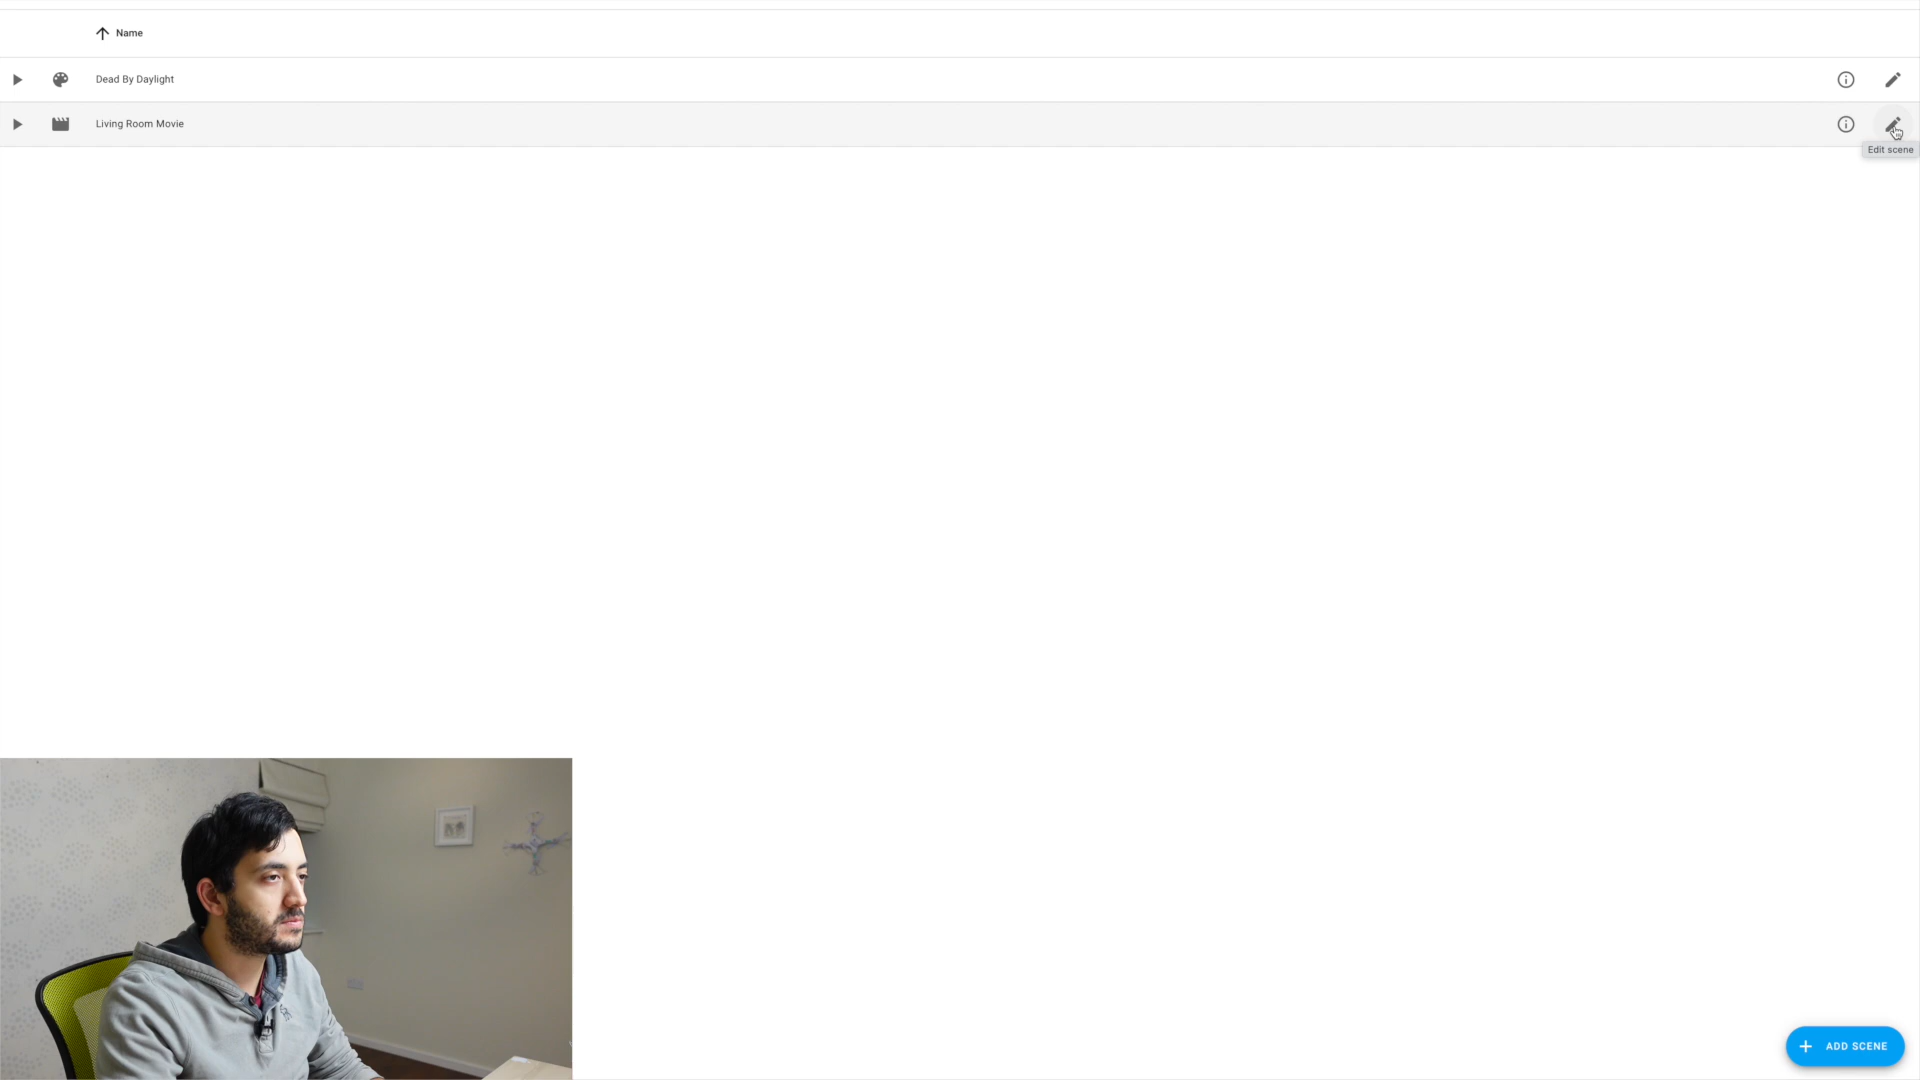 Name
Dead By Daylight
Living Room Movie
Edit scene
ADD SCENE